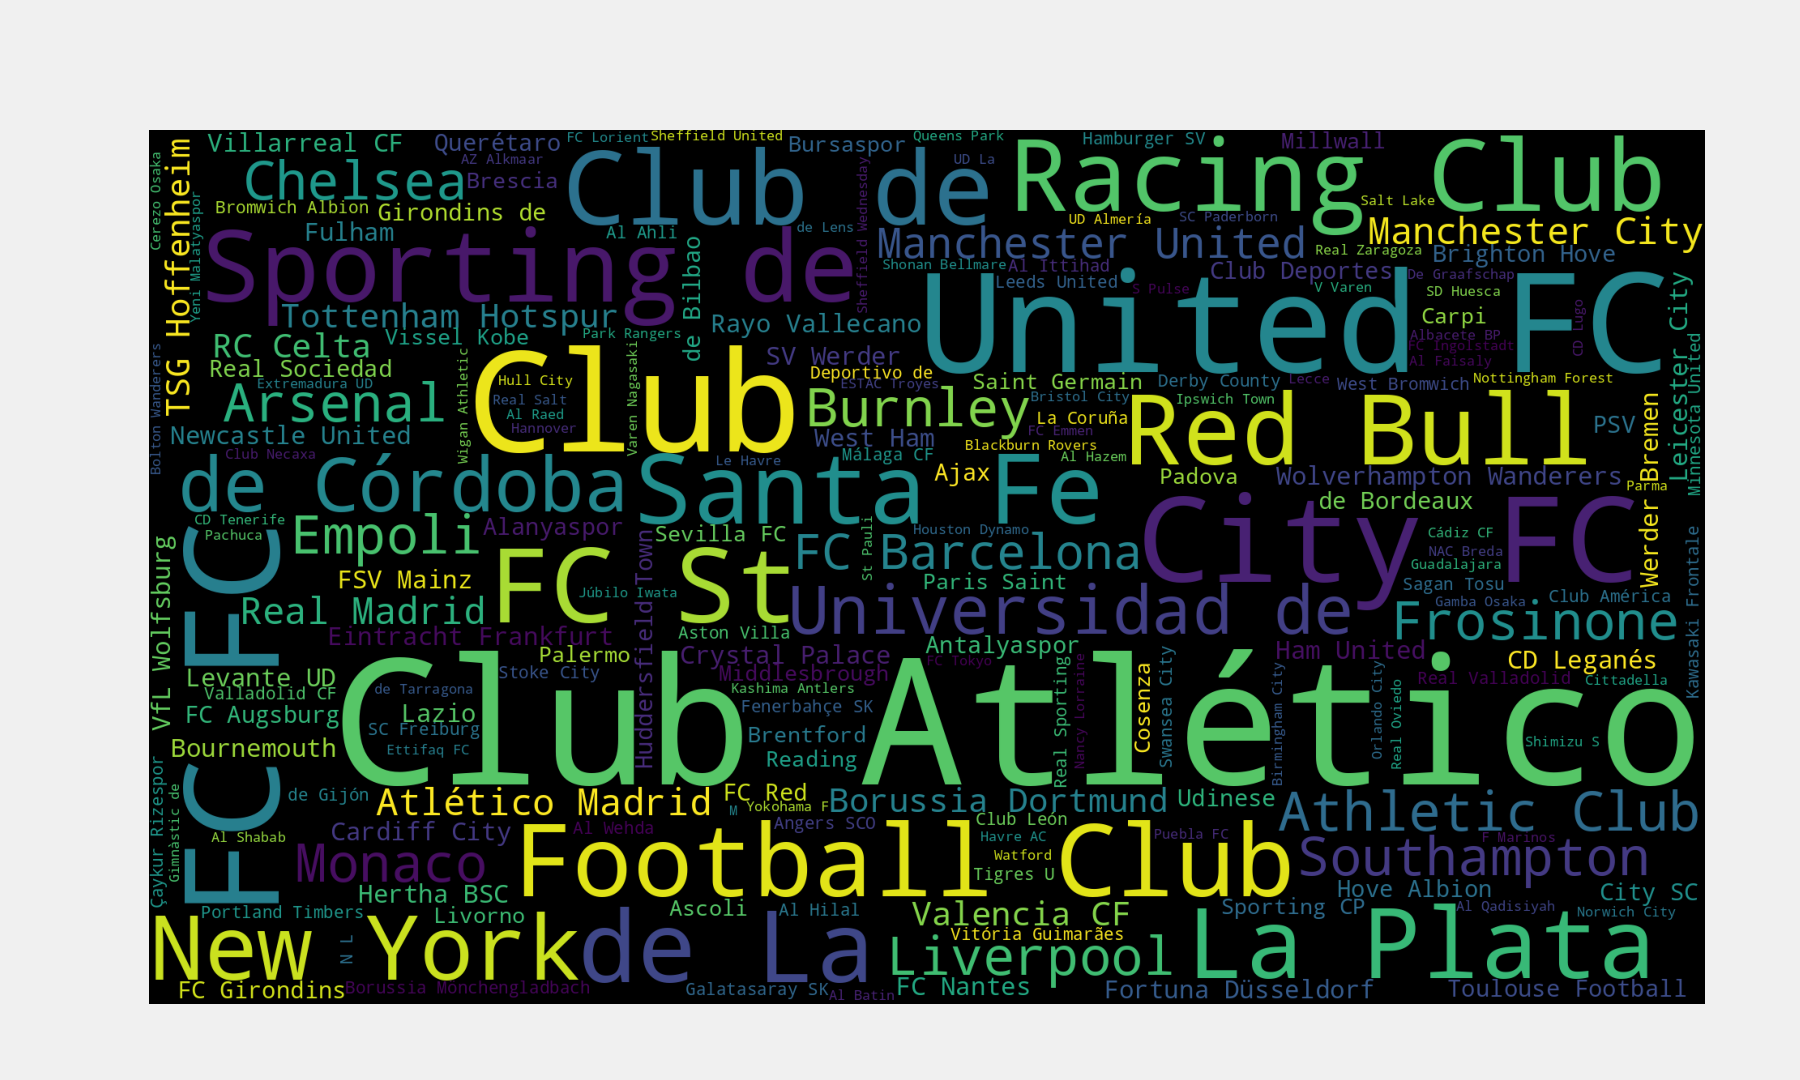 Villarreal CF
Querétaro
FC Lorient
Sheffield United
Bursaspor
Queens Park
Hamburger SV
Millwall
TSG Hoffenheim
Cerezo Osaka
Yeni Malatyaspor
Chelsea
AZ Alkmaar
Brescia
Club de
UD La
Racing Club
Salt Lake
Bromwich Albion
Girondins de
Fulham
de Lens
Al Ahli
Sheffield Wednesday
UD Almería
SC Paderborn
Manchester City
Sporting de
de Bilbao
Manchester United
Real Zaragoza
Brighton Hove
Shonan Bellmare
Al Ittihad
Club Deportes
De Graafschap
Leeds United
S Pulse
V Varen
SD Huesca
Leicester City
Tottenham Hotspur
Rayo Vallecano
United FC
Carpi
CD Lugo
Vissel Kobe
Park Rangers
Albacete BP
FC Ingolstadt
Al Faisaly
RC Celta
Real Sociedad
SV Werder
Bolton Wanderers
Wigan Athletic
Club
Varen Nagasaki
Minnesota United
Extremadura UD
Hull City
Deportivo de
ESTAC Troyes
Saint Germain
Derby County
Lecce
West Bromwich
Nottingham Forest
Arsenal
Real Salt
Al Raed
Hannover
Burnley
Bristol City
Ipswich Town
La Coruña
FC Emmen
Red Bull
PSV
Newcastle United
West Ham
Blackburn Rovers
Club Necaxa
Le Havre
Málaga CF
Al Hazem
Werder Bremen
de Córdoba
Santa Fe
Ajax
Padova
Wolverhampton Wanderers
Parma
de Bordeaux
CD Tenerife
Pachuca
Empoli
Alanyaspor
Sevilla FC
St Pauli
Houston Dynamo
City FC
Cádiz CF
NAC Breda
Guadalajara
FC Barcelona
VfL Wolfsburg
FC FC
FSV Mainz
FC St
Huddersfield Town
Júbilo Iwata
Paris Saint
Sagan Tosu
Gamba Osaka
Club América
Kawasaki Frontale
Real Madrid
Universidad de
Frosinone
Eintracht Frankfurt
Aston Villa
Antalyaspor
Palermo
Crystal Palace
FC Tokyo
Ham United
CD Leganés
Levante UD
Stoke City
Middlesbrough
Real Valladolid
Cittadella
Valladolid CF
de Tarragona
Kashima Antlers
Real Sporting
Nancy Lorraine
Cosenza
Swansea City
Birmingham City
Orlando City
Real Oviedo
FC Augsburg
Lazio
Fenerbahçe SK
SC Freiburg
Club Atlético
Brentford
Shimizu S
Bournemouth
Ettifaq FC
Reading
Çaykur Rizespor
Gimnàstic de
de Gijón
Atlético Madrid
FC Red
M
Yokohama F
Borussia Dortmund
Udinese
Athletic Club
Al Shabab
Cardiff City
Al Wehda
Angers SCO
Club León
Havre AC
Puebla FC
F Marinos
Monaco
Football Club
Watford
Southampton
Tigres U
Hertha BSC
Hove Albion
City SC
Portland Timbers
Livorno
Ascoli
Al Hilal
Valencia CF
Sporting CP
Al Qadisiyah
Norwich City
New York
N L
de La
Vitória Guimarães
Liverpool
La Plata
FC Girondins
Borussia Monchengladbach
Galatasaray SK
Al Batin
FC Nantes
Fortuna Düsseldorf
Toulouse Football